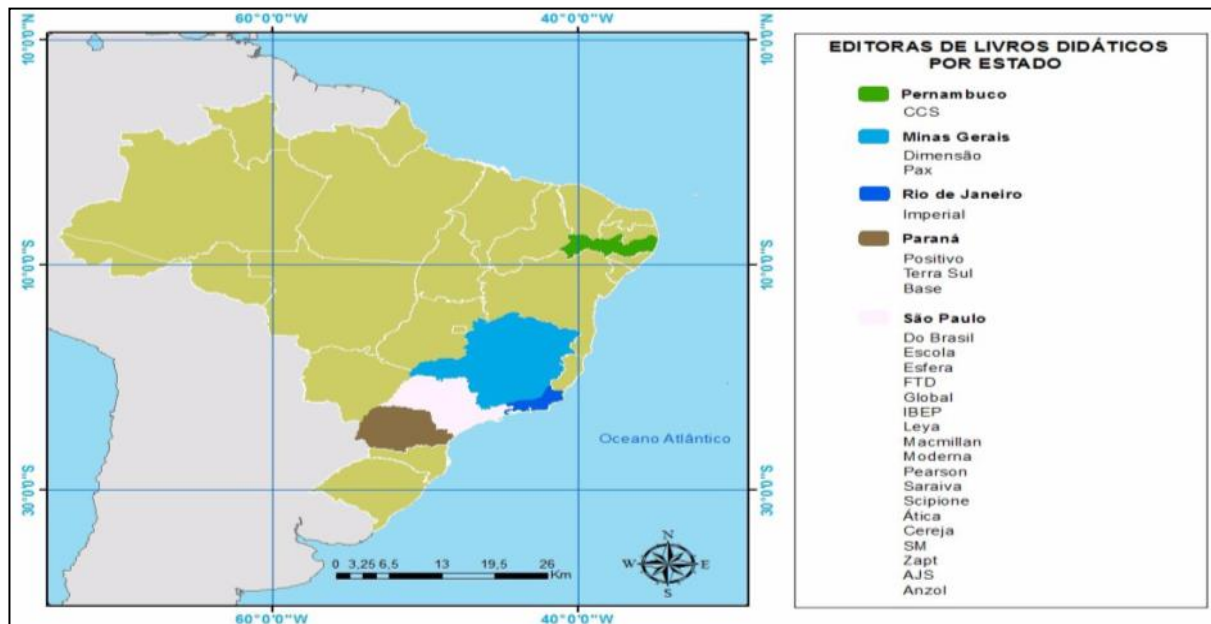 60°0'0"W
40°0'0"W
10°0'0"N
10°0'0"N
10°0'0"S
10°0'0"S
30°0'0"S
30°0'0"S
Oceano Atlântico
N
W
E
S
0 3,25 6,5 13 19,5 26
Km
60°0'0"W
40°0'0"W
EDITORAS DE LIVROS DIDÁTICOS
POR ESTADO
Pernambuco
CCS
Minas Gerais
Dimensão
Pax
Rio de Janeiro
Imperial
Paraná
Positivo
Terra Sul
Base
São Paulo
Do Brasil
Escola
Esfera
FTD
Global
IBEP
Leya
Macmillan
Moderna
Pearson
Saraiva
Scipione
Ática
Cereja
SM
Zapt
AJS
Anzol